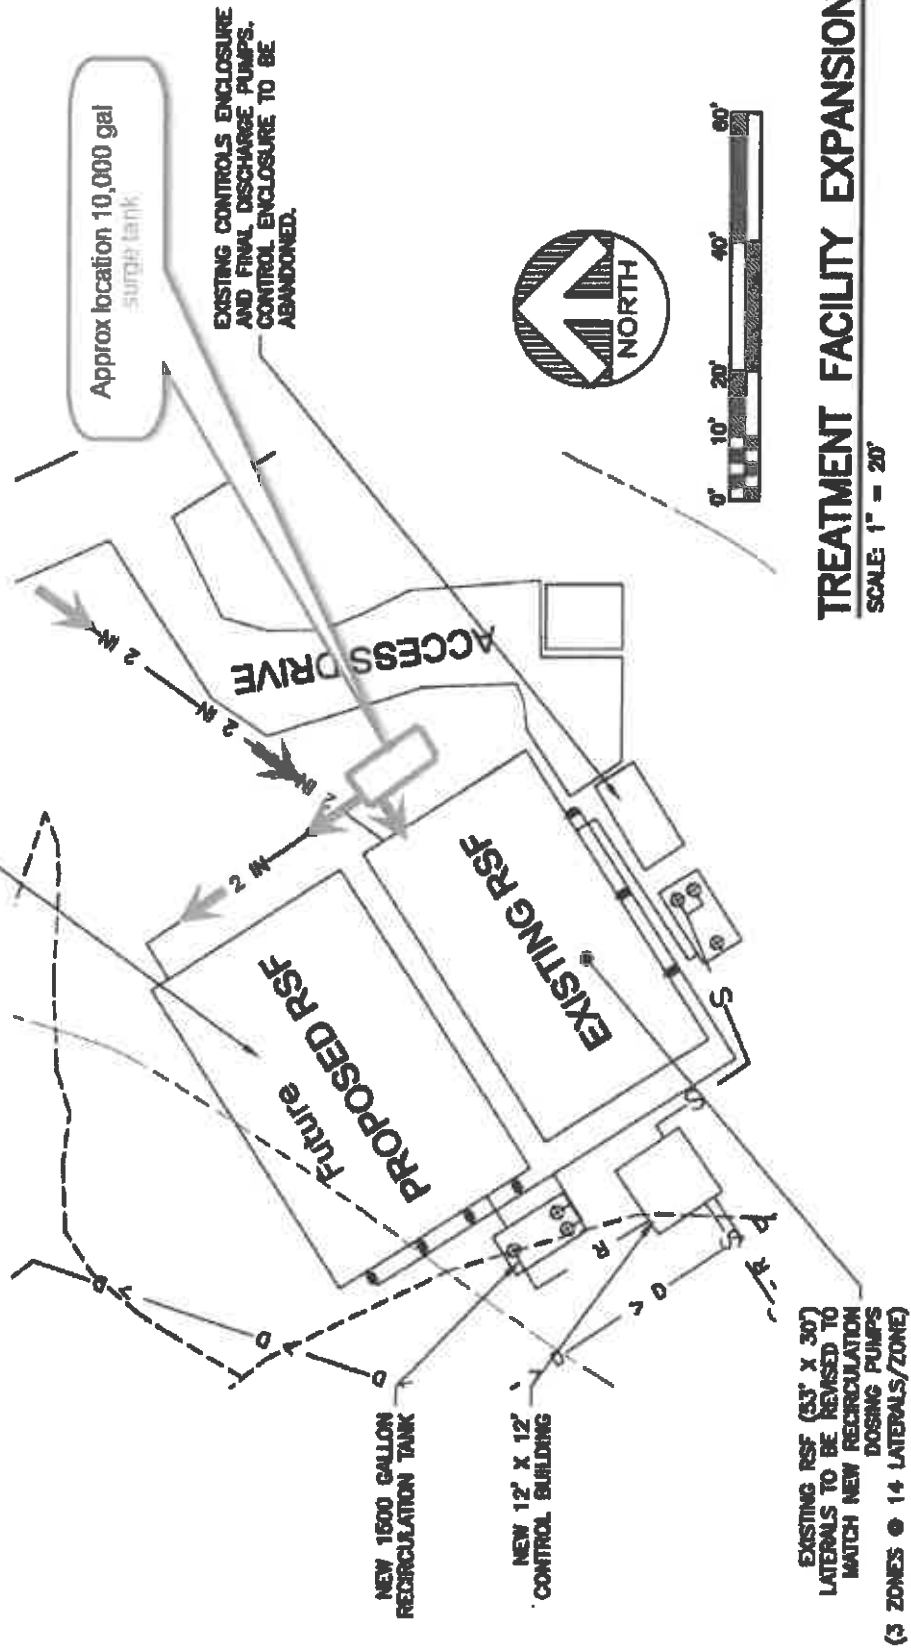 Approx location 10,000 gal
surge tank
EXISTING CONTROLS ENCLOSURE
AND FINAL DISCHARGE PUMPS.
CONTROL ENCLOSURE TO BE
ABANDONED.
NORTH
0' 10' 20' 40' 60'
TREATMENT FACILITY EXPANSION
SCALE: 1" = 20'
ACCESS DRIVE
2 IN
2 IN
2 IN
2 IN
Future
PROPOSED RSF
EXISTING RSF
S
S
S
S
R
R
D
D
D
D
D
NEW 1500 GALLON
RECIRCULATION TANK
NEW 12' X 12'
CONTROL BUILDING
EXISTING RSF (53' X 30')
LATERALS TO BE REVISED TO
MATCH NEW RECIRCULATION
DOSING PUMPS
(3 ZONES @ 14 LATERALS/ZONE)